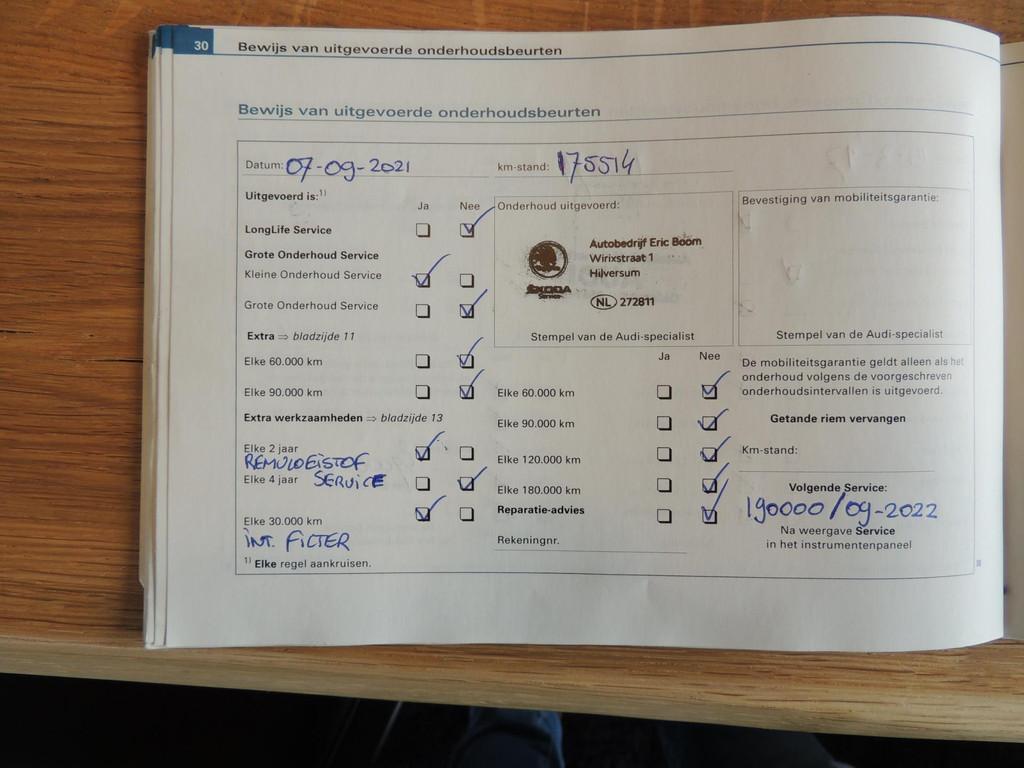 30 Bewijs van uitgevoerde onderhoudsbeurten
Bewijs van uitgevoerde onderhoudsbeurten
Datum: 07-09-2021 km-stand: 175514
Uitgevoerd is:¹⁾
Ja Nee
LongLife Service
Grote Onderhoud Service
Kleine Onderhoud Service
Grote Onderhoud Service
Extra ⇒ bladzijde 11
Elke 60.000 km
Elke 90.000 km
Extra werkzaamheden ⇒ bladzijde 13
Elke 2 jaar
REMVLOEISTOF
Elke 4 jaar SERVICE
Elke 30.000 km
INT. FILTER
¹⁾ Elke regel aankruisen.
Onderhoud uitgevoerd:
Autobedrijf Eric Boom
Wirixstraat 1
Hilversum
ŠKODA
Service
NL 272811
Stempel van de Audi-specialist
Ja Nee
Elke 60.000 km
Elke 90.000 km
Elke 120.000 km
Elke 180.000 km
Reparatie-advies
Rekeningnr.
Bevestiging van mobiliteitsgarantie:
Stempel van de Audi-specialist
De mobiliteitsgarantie geldt alleen als het
onderhoud volgens de voorgeschreven
onderhoudsintervallen is uitgevoerd.
Getande riem vervangen
Km-stand:
Volgende Service:
190000/09-2022
Na weergave Service
in het instrumentenpaneel